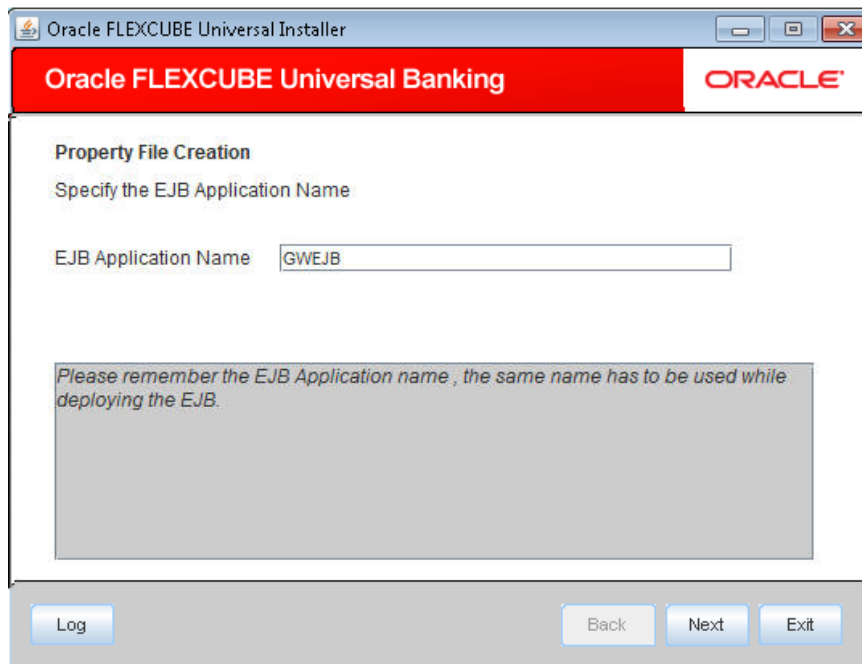 Oracle FLEXCUBE Universal Installer
Oracle FLEXCUBE Universal Banking
ORACLE
Property File Creation
Specify the EJB Application Name
EJB Application Name GWEJB
Please remember the EJB Application name , the same name has to be used while
deploying the EJB.
Log Back Next Exit